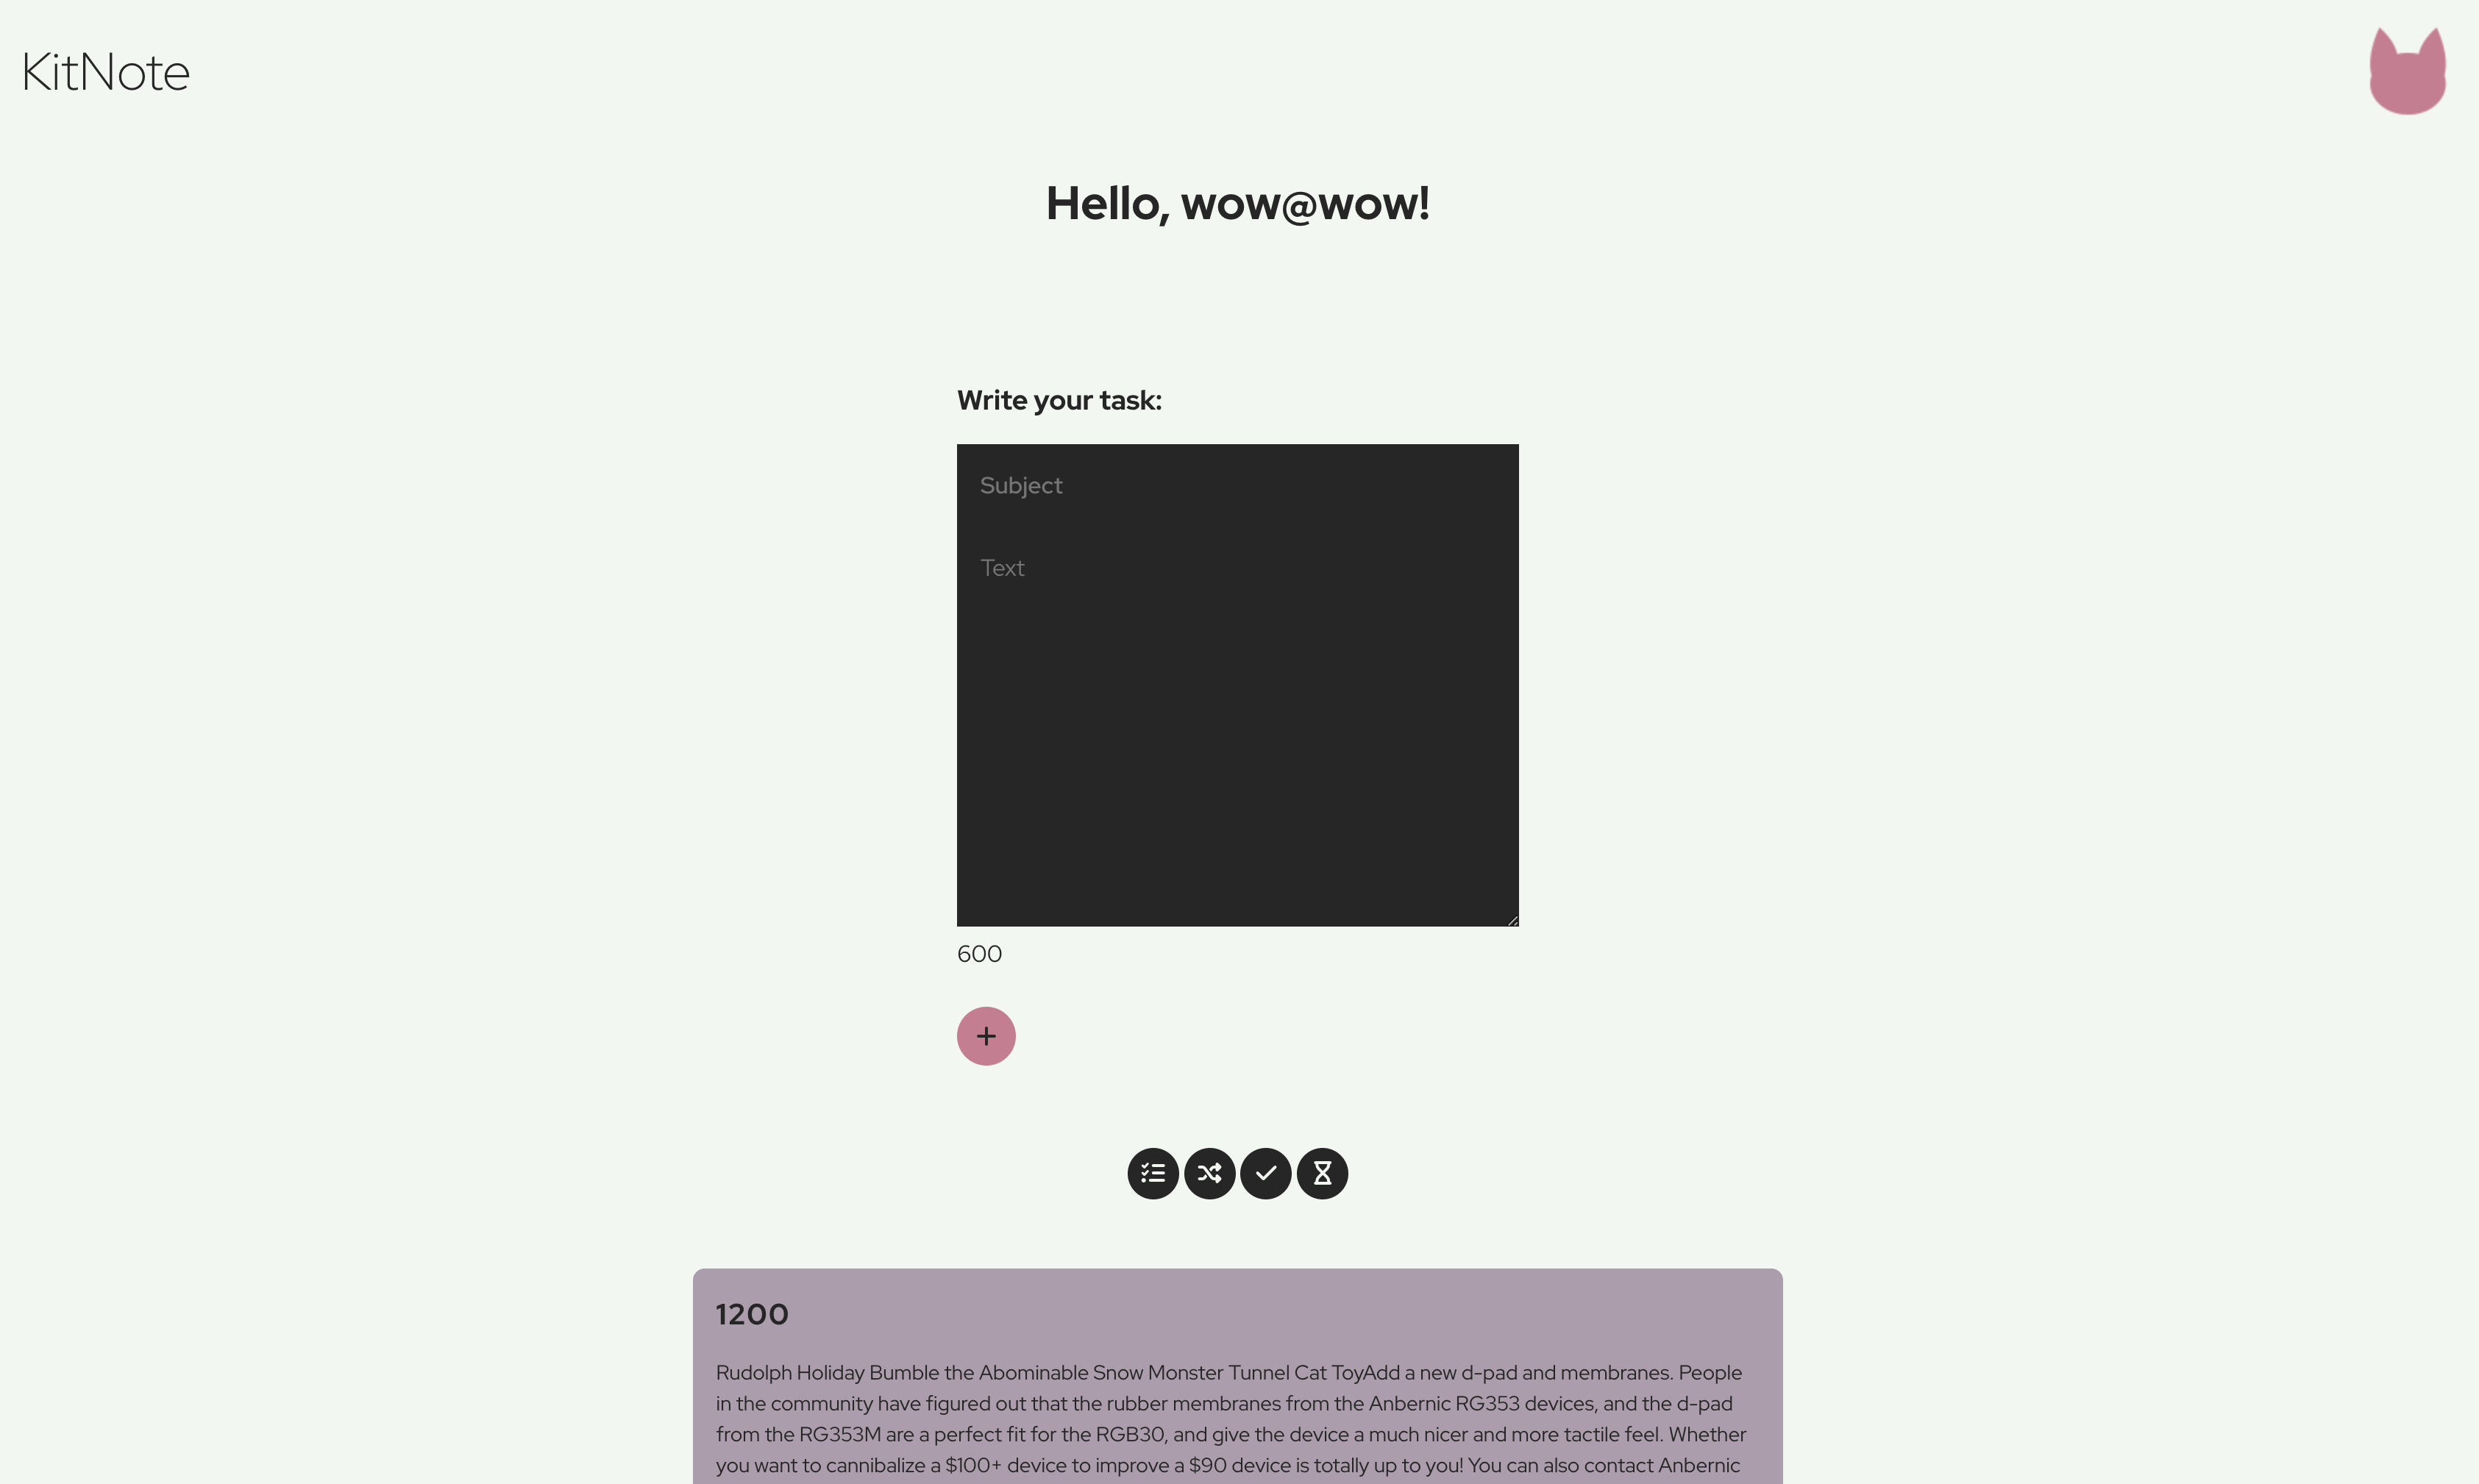 KitNote
Hello, wow@wow!
Write your task:
Subject
Text
600
1200
Rudolph Holiday Bumble the Abominable Snow Monster Tunnel Cat ToyAdd a new d-pad and membranes. People
in the community have figured out that the rubber membranes from the Anbernic RG353 devices, and the d-pad
from the RG353M are a perfect fit for the RGB30, and give the device a much nicer and more tactile feel. Whether
you want to cannibalize a $100+ device to improve a $90 device is totally up to you! You can also contact Anbernic